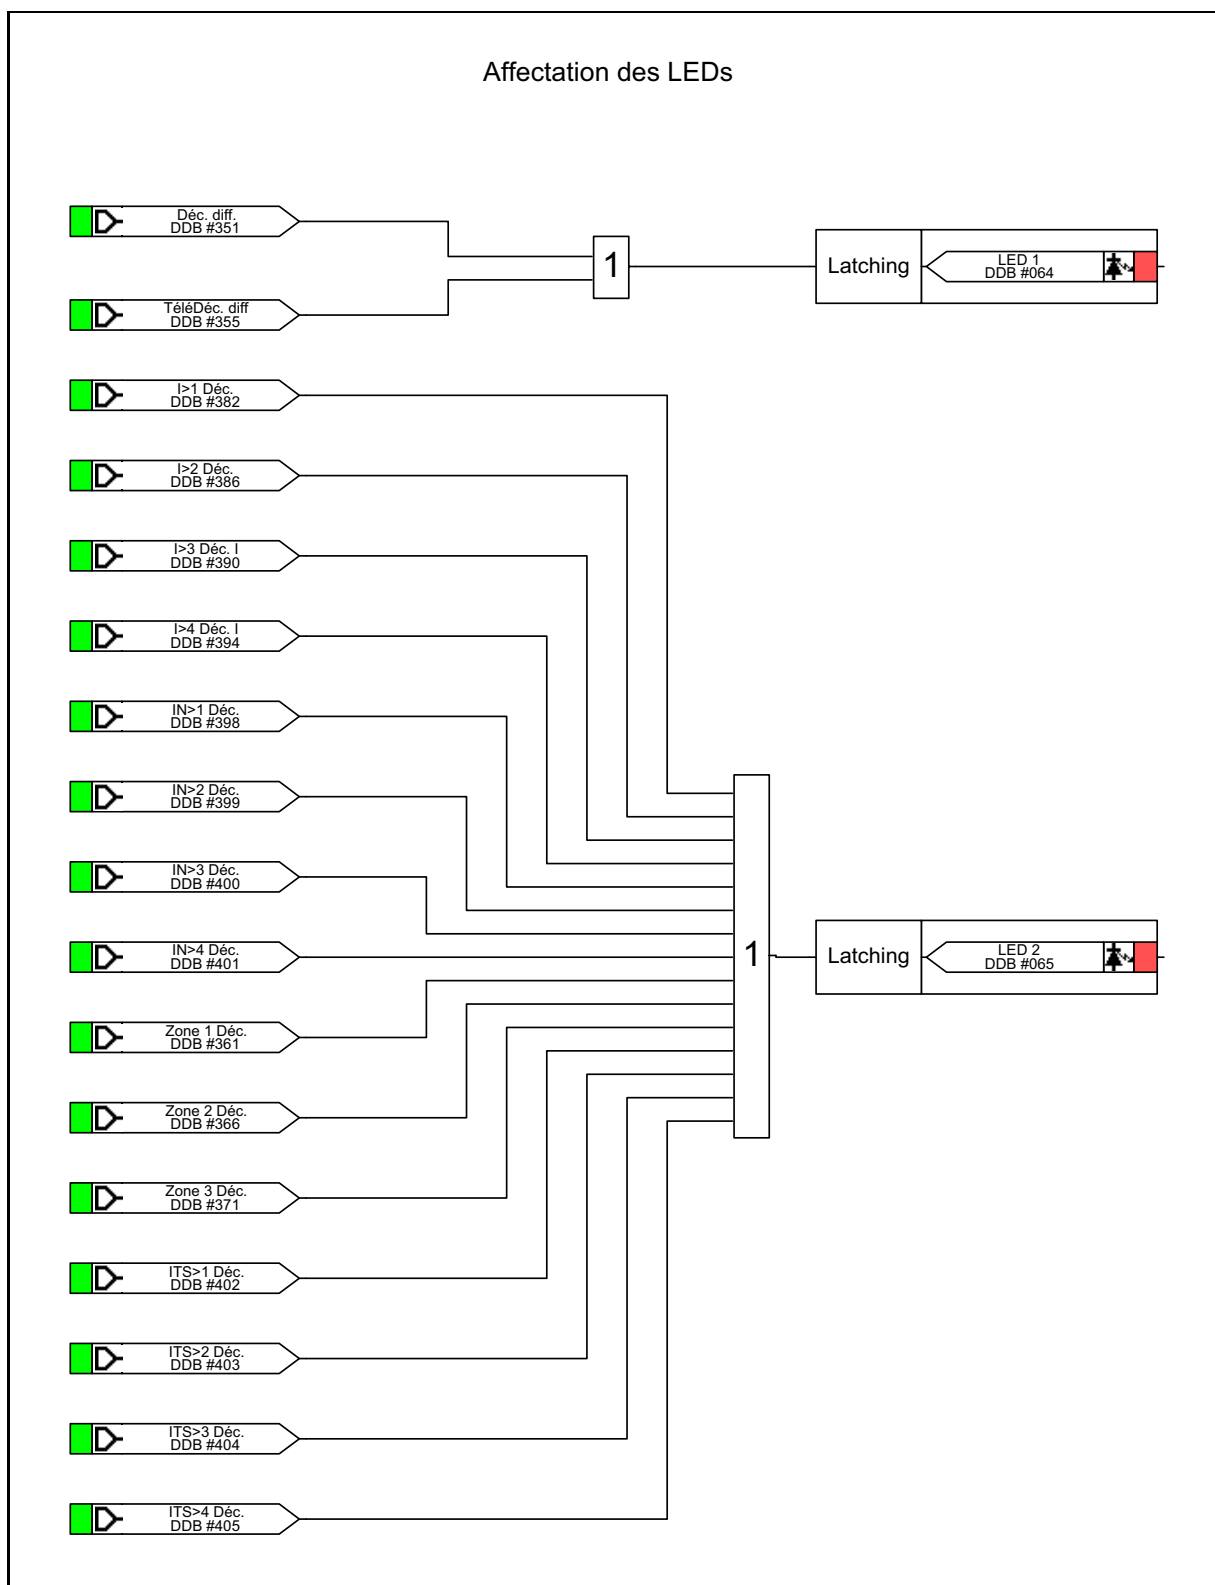 Affectation des LEDs
Déc. diff.
DDB #351
TéléDéc. diff
DDB #355
1
Latching
LED 1
DDB #064
I>1 Déc.
DDB #382
I>2 Déc.
DDB #386
I>3 Déc. I
DDB #390
I>4 Déc. I
DDB #394
IN>1 Déc.
DDB #398
IN>2 Déc.
DDB #399
IN>3 Déc.
DDB #400
IN>4 Déc.
DDB #401
Zone 1 Déc.
DDB #361
Zone 2 Déc.
DDB #366
Zone 3 Déc.
DDB #371
ITS>1 Déc.
DDB #402
ITS>2 Déc.
DDB #403
ITS>3 Déc.
DDB #404
ITS>4 Déc.
DDB #405
1
Latching
LED 2
DDB #065